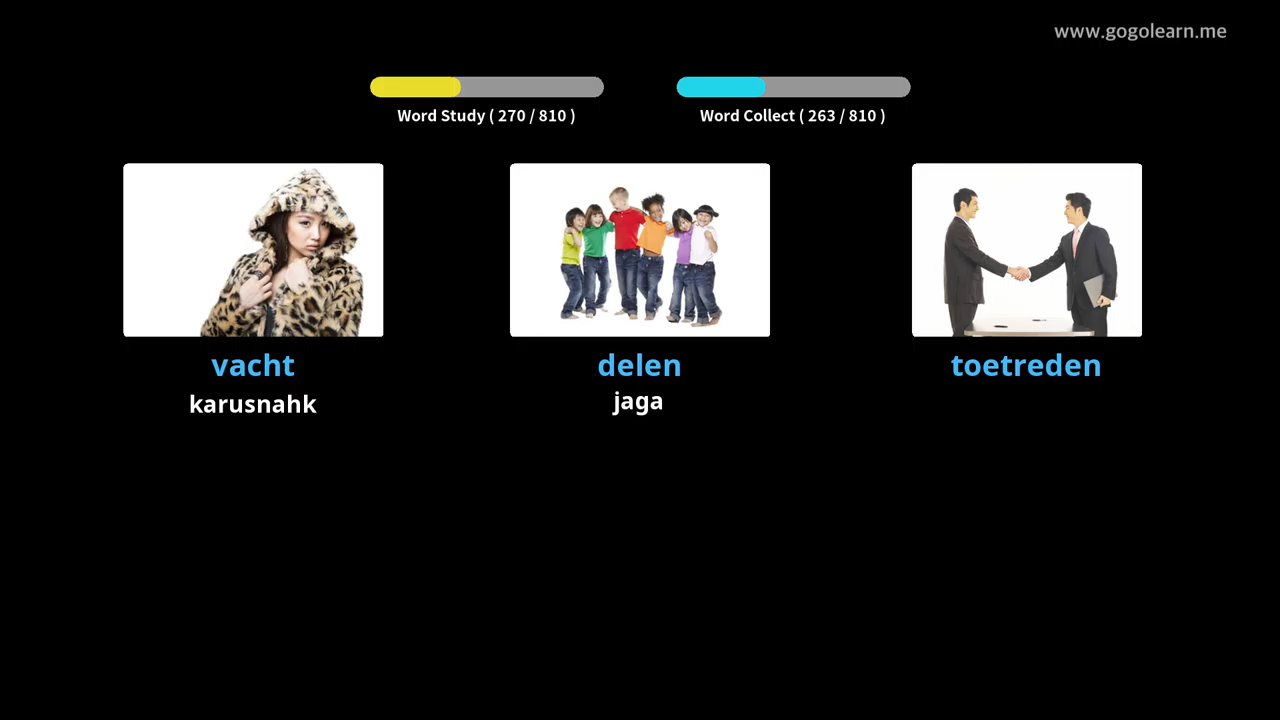 www.gogolearn.me
Word Study ( 270 / 810 )
Word Collect ( 263 / 810 )
vacht
delen
toetreden
karusnahk
jaga